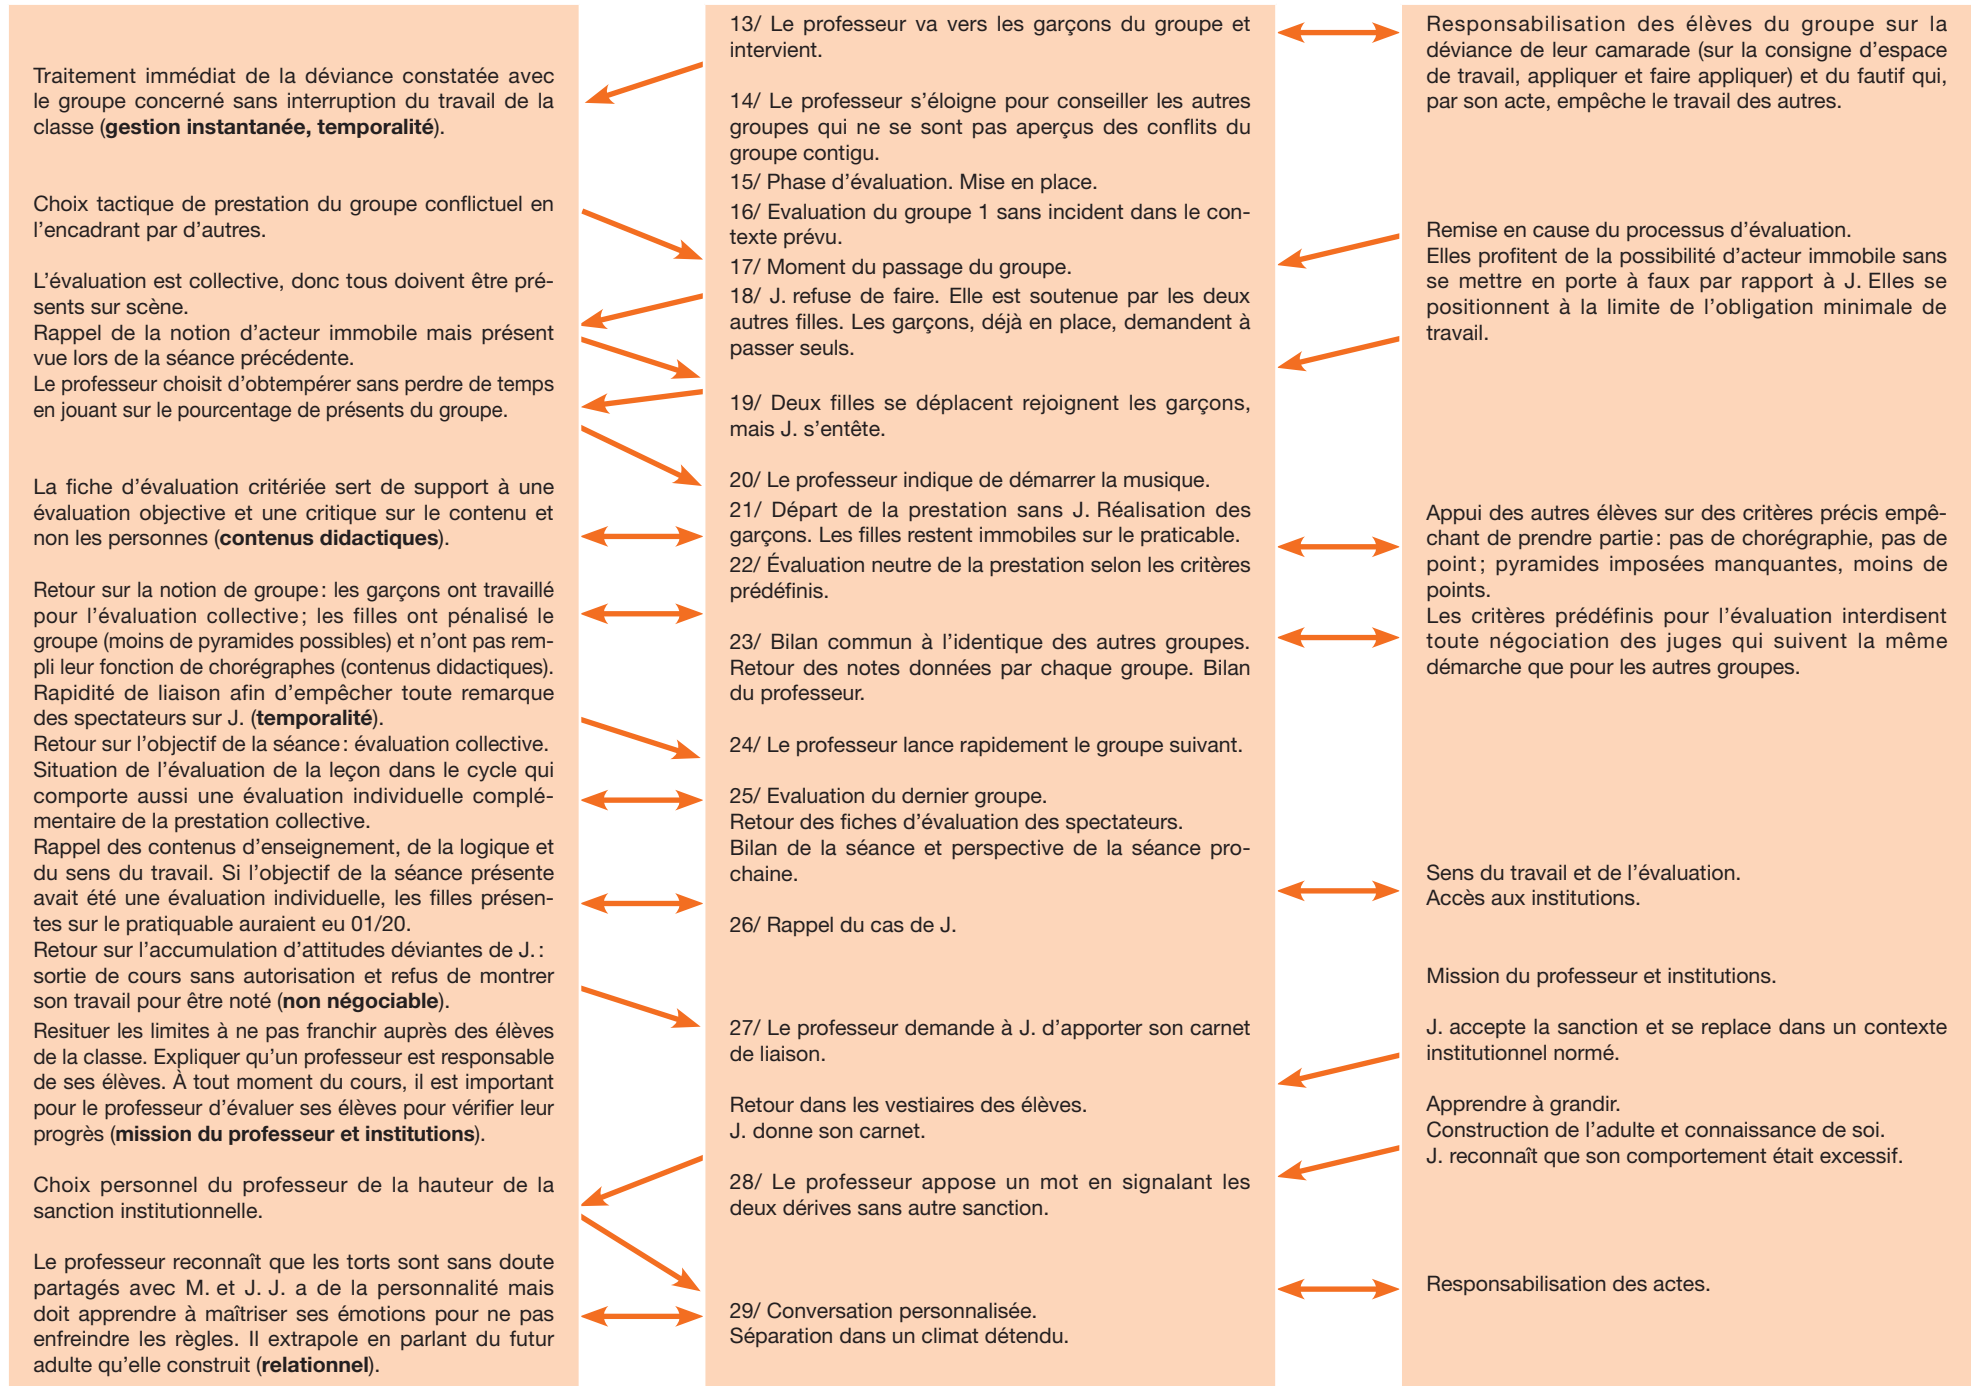 Traitement immédiat de la déviance constatée avec
le groupe concerné sans interruption du travail de la
classe (gestion instantanée, temporalité).
Choix tactique de prestation du groupe conflictuel en
l'encadrant par d'autres.
L'évaluation est collective, donc tous doivent être pré-
sents sur scène.
Rappel de la notion d'acteur immobile mais présent
vue lors de la séance précédente.
Le professeur choisit d'obtempérer sans perdre de temps
en jouant sur le pourcentage de présents du groupe.
La fiche d'évaluation critériée sert de support à une
évaluation objective et une critique sur le contenu et
non les personnes (contenus didactiques).
Retour sur la notion de groupe : les garçons ont travaillé
pour l'évaluation collective ; les filles ont pénalisé le
groupe (moins de pyramides possibles) et n'ont pas rem-
pli leur fonction de chorégraphes (contenus didactiques).
Rapidité de liaison afin d'empêcher toute remarque
des spectateurs sur J. (temporalité).
Retour sur l'objectif de la séance : évaluation collective.
Situation de l'évaluation de la leçon dans le cycle qui
comporte aussi une évaluation individuelle complé-
mentaire de la prestation collective.
Rappel des contenus d'enseignement, de la logique et
du sens du travail. Si l'objectif de la séance présente
avait été une évaluation individuelle, les filles présen-
tes sur le pratiquable auraient eu 01/20.
Retour sur l'accumulation d'attitudes déviantes de J. :
sortie de cours sans autorisation et refus de montrer
son travail pour être noté (non négociable).
Resituer les limites à ne pas franchir auprès des élèves
de la classe. Expliquer qu'un professeur est responsable
de ses élèves. À tout moment du cours, il est important
pour le professeur d'évaluer ses élèves pour vérifier leur
progrès (mission du professeur et institutions).
Choix personnel du professeur de la hauteur de la
sanction institutionnelle.
Le professeur reconnaît que les torts sont sans doute
partagés avec M. et J. J. a de la personnalité mais
doit apprendre à maîtriser ses émotions pour ne pas
enfreindre les règles. Il extrapole en parlant du futur
adulte qu'elle construit (relationnel).
13/ Le professeur va vers les garçons du groupe et
intervient.
14/ Le professeur s'éloigne pour conseiller les autres
groupes qui ne se sont pas aperçus des conflits du
groupe contigu.
15/ Phase d'évaluation. Mise en place.
16/ Evaluation du groupe 1 sans incident dans le con-
texte prévu.
17/ Moment du passage du groupe.
18/ J. refuse de faire. Elle est soutenue par les deux
autres filles. Les garçons, déjà en place, demandent à
passer seuls.
19/ Deux filles se déplacent rejoignent les garçons,
mais J. s'entête.
20/ Le professeur indique de démarrer la musique.
21/ Départ de la prestation sans J. Réalisation des
garçons. Les filles restent immobiles sur le praticable.
22/ Évaluation neutre de la prestation selon les critères
prédéfinis.
23/ Bilan commun à l'identique des autres groupes.
Retour des notes données par chaque groupe. Bilan
du professeur.
24/ Le professeur lance rapidement le groupe suivant.
25/ Evaluation du dernier groupe.
Retour des fiches d'évaluation des spectateurs.
Bilan de la séance et perspective de la séance pro-
chaine.
26/ Rappel du cas de J.
27/ Le professeur demande à J. d'apporter son carnet
de liaison.
Retour dans les vestiaires des élèves.
J. donne son carnet.
28/ Le professeur appose un mot en signalant les
deux dérives sans autre sanction.
29/ Conversation personnalisée.
Séparation dans un climat détendu.
Responsabilisation des élèves du groupe sur la
déviance de leur camarade (sur la consigne d'espace
de travail, appliquer et faire appliquer) et du fautif qui,
par son acte, empêche le travail des autres.
Remise en cause du processus d'évaluation.
Elles profitent de la possibilité d'acteur immobile sans
se mettre en porte à faux par rapport à J. Elles se
positionnent à la limite de l'obligation minimale de
travail.
Appui des autres élèves sur des critères précis empê-
chant de prendre partie : pas de chorégraphie, pas de
point ; pyramides imposées manquantes, moins de
points.
Les critères prédéfinis pour l'évaluation interdisent
toute négociation des juges qui suivent la même
démarche que pour les autres groupes.
Sens du travail et de l'évaluation.
Accès aux institutions.
Mission du professeur et institutions.
J. accepte la sanction et se replace dans un contexte
institutionnel normé.
Apprendre à grandir.
Construction de l'adulte et connaissance de soi.
J. reconnaît que son comportement était excessif.
Responsabilisation des actes.